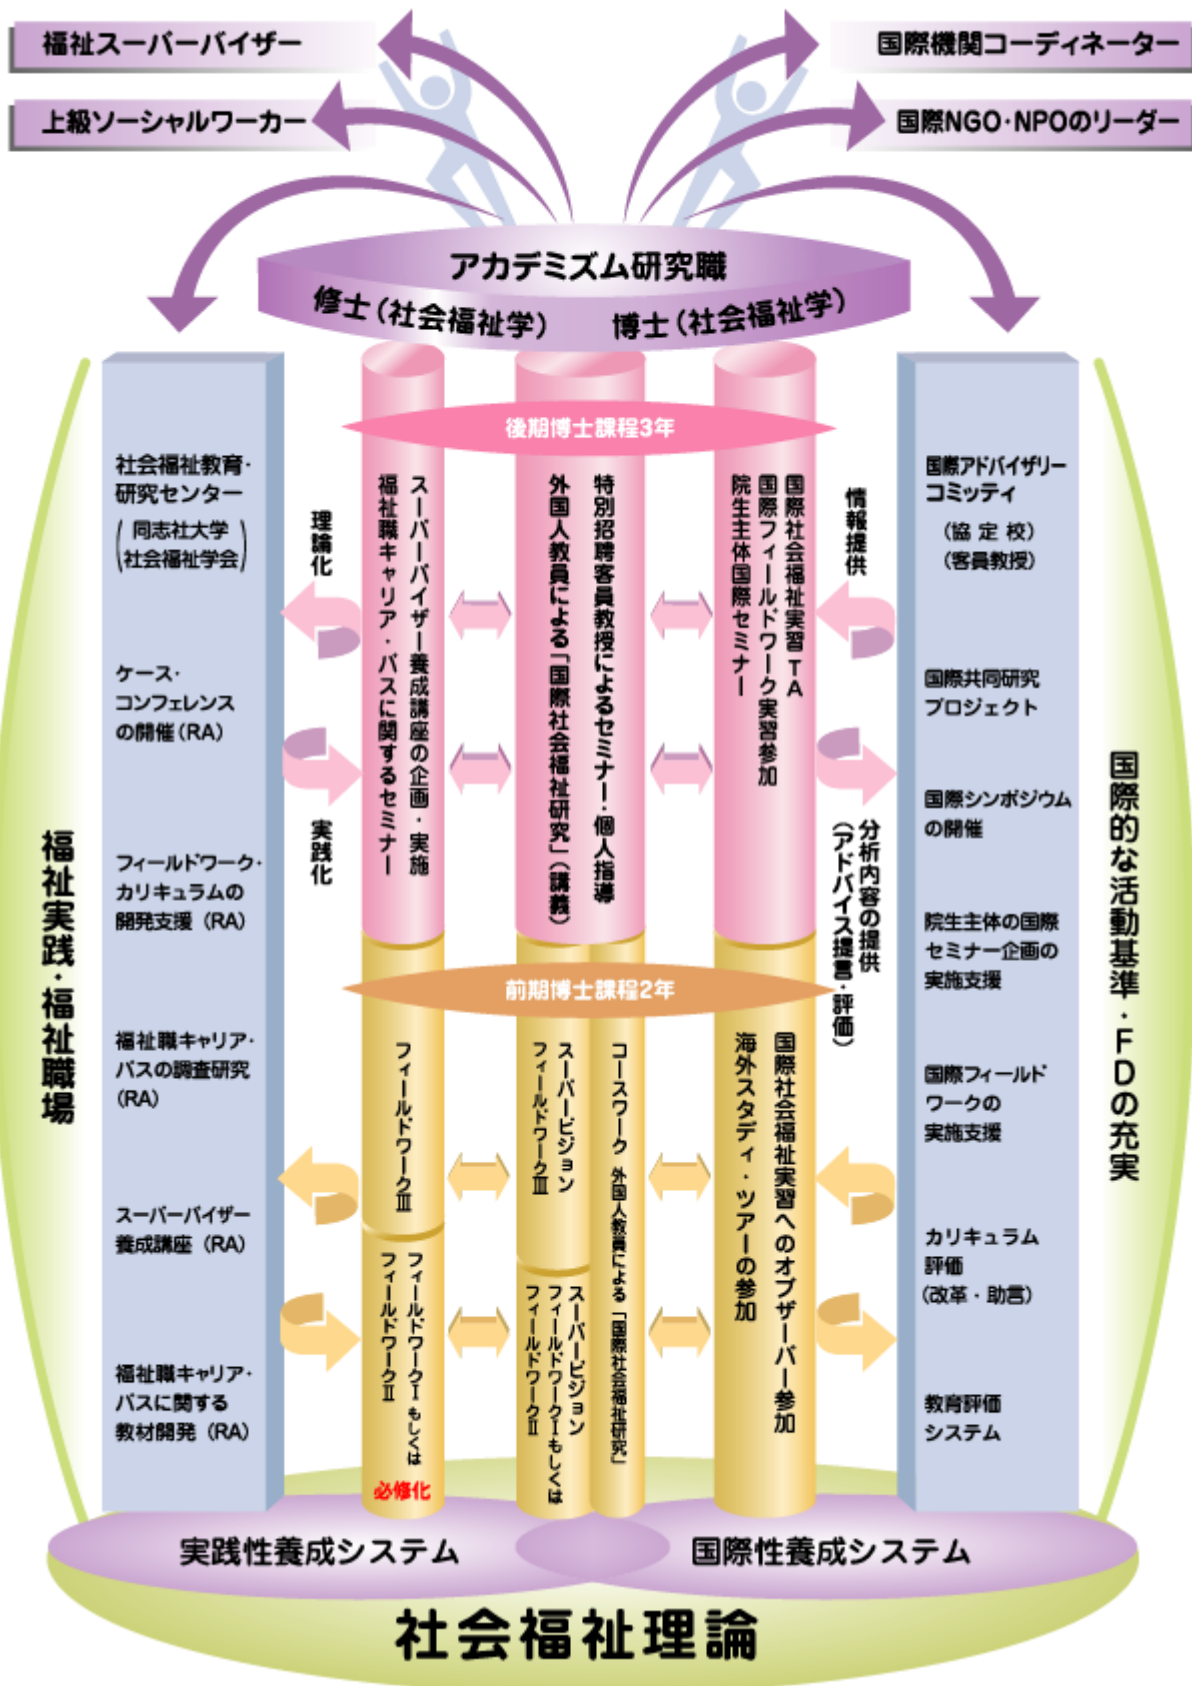 福祉スーパーバイザー
上級ソーシャルワーカー
国際機関コーディネーター
国際NGO・NPOのリーダー
アカデミズム研究職
修士(社会福祉学)
博士(社会福祉学)
後期博士課程3年
社会福祉教育・
研究センター
(同志社大学
社会福祉学会)
ケース・
コンフェレンス
の開催(RA)
フィールドワーク・
カリキュラムの
開発支援(RA)
福祉職キャリア・
パスの調査研究
(RA)
スーパーバイザー
養成講座(RA)
福祉職キャリア・
パスに関する
教材開発(RA)
福祉実践・福祉職場
理論化
実践化
スーパーバイザー養成講座の企画・実施
福祉職キャリア・パスに関するセミナー
特別招聘客員教授によるセミナー・個人指導
外国人教員による「国際社会福祉研究」(講義)
国際社会福祉実習TA
国際フィールドワーク実習参加
院生主体国際セミナー
情報提供
分析内容の提供
(アドバイス提言・評価)
国際アドバイザリー
コミッティ
(協定校)
(客員教授)
国際共同研究
プロジェクト
国際シンポジウム
の開催
院生主体の国際
セミナー企画の
実施支援
国際フィールド
ワークの
実施支援
カリキュラム
評価
(改革・助言)
教育評価
システム
国際的な活動基準・FDの充実
前期博士課程2年
フィールドワークⅢ
フィールドワークⅠもしくは
フィールドワークⅡ
必修化
スーパービジョン
フィールドワークⅢ
スーパービジョン
フィールドワークⅠもしくは
フィールドワークⅡ
コースワーク 外国人教員による「国際社会福祉研究」
国際社会福祉実習へのオブザーバー参加
海外スタディ・ツアーの参加
実践性養成システム
国際性養成システム
社会福祉理論